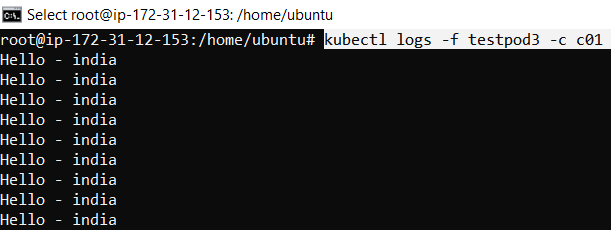 Select root@ip-172-31-12-153: /home/ubuntu
root@ip-172-31-12-153:/home/ubuntu# kubectl logs -f testpod3 -c c01
Hello - india
Hello - india
Hello - india
Hello - india
Hello - india
Hello - india
Hello - india
Hello - india
Hello - india